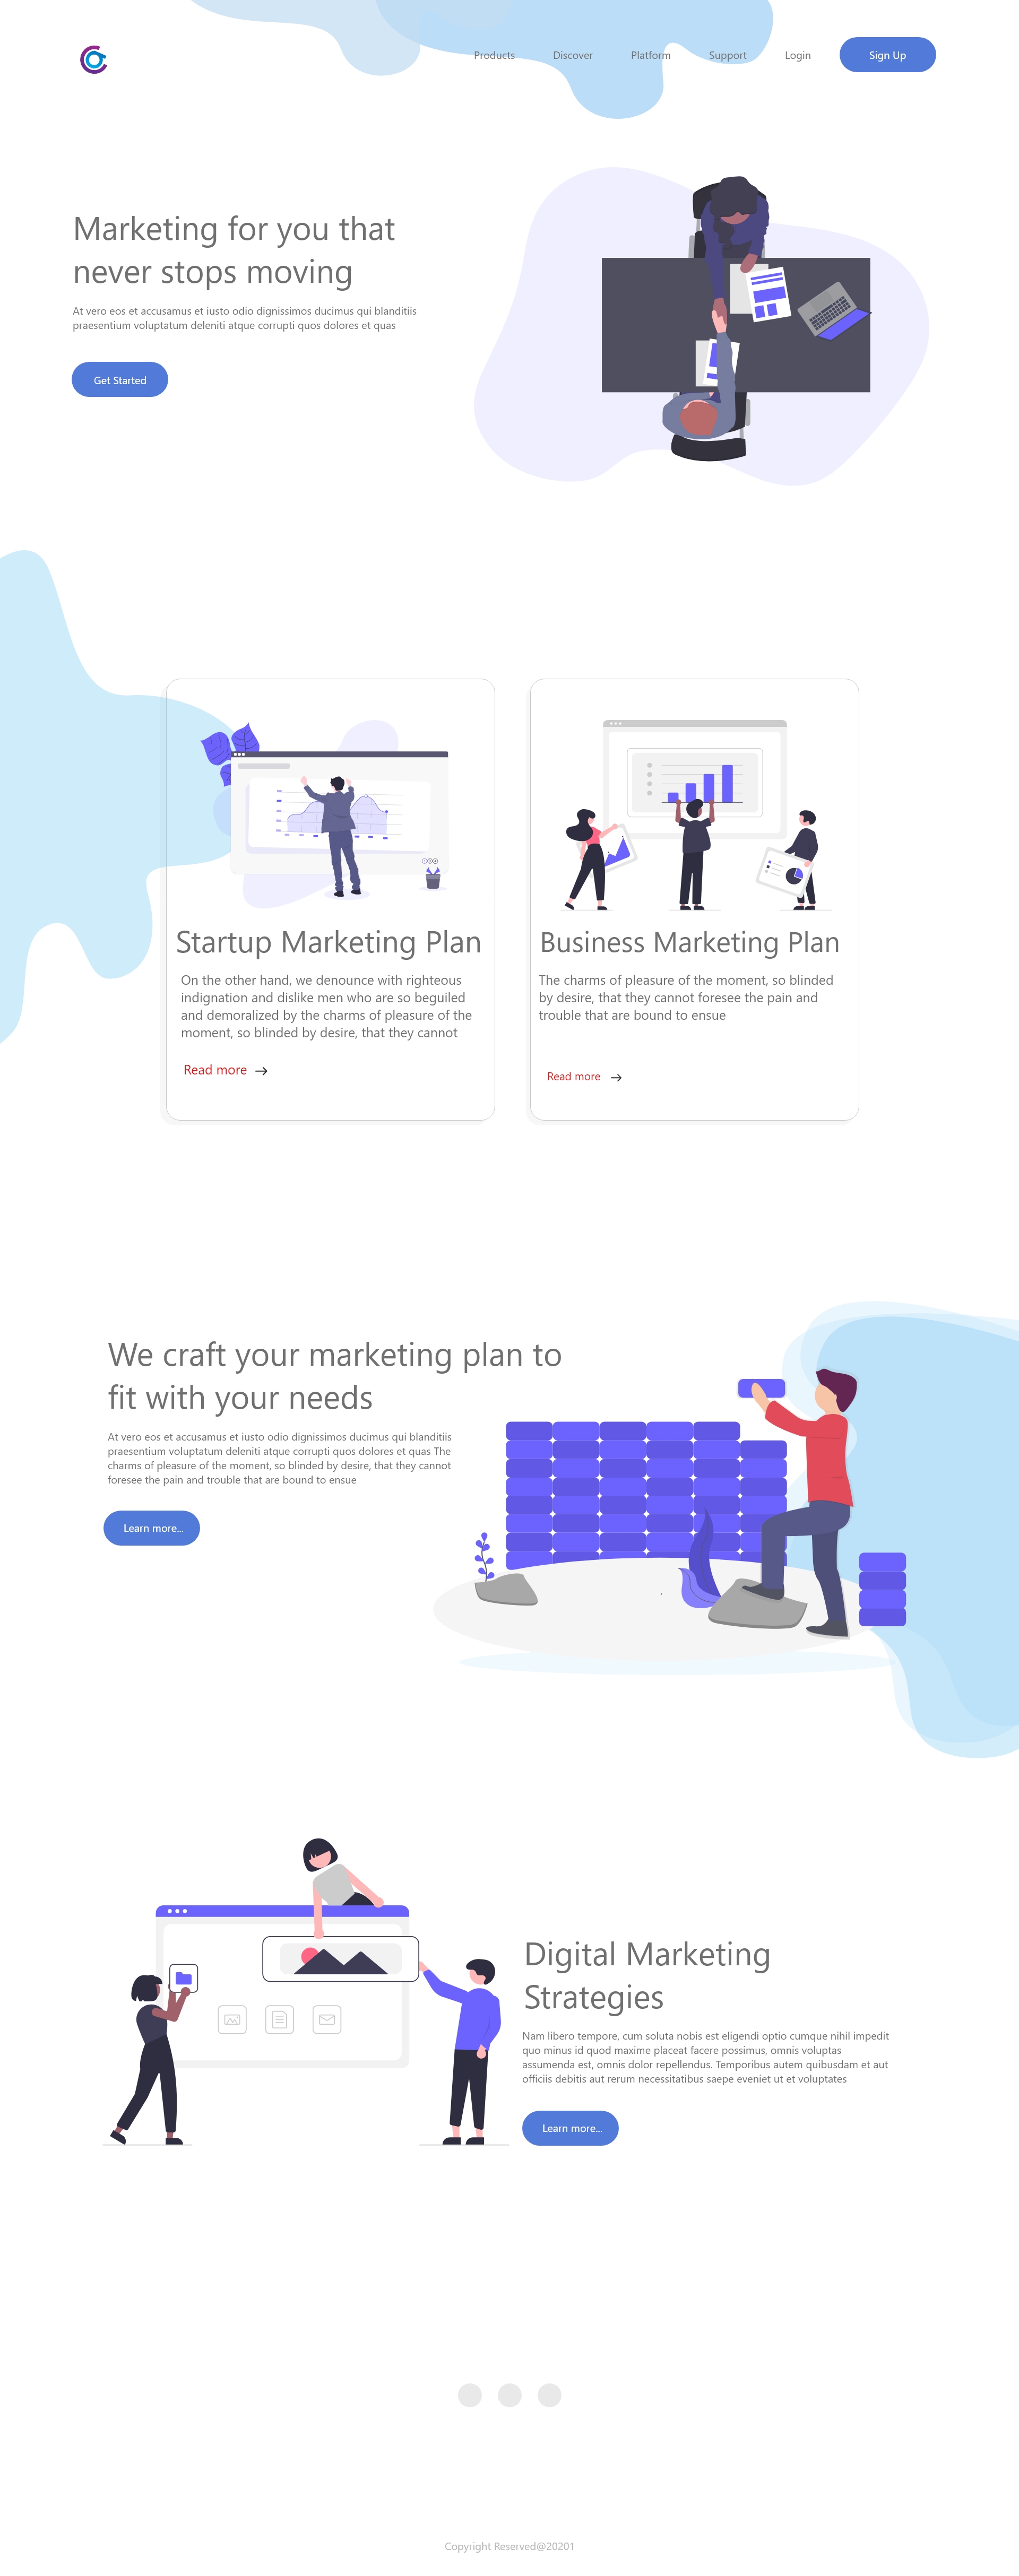 Products
Discover
Platform
Support
Login
Sign Up
Marketing for you that
never stops moving
At vero eos et accusamus et iusto odio dignissimos ducimus qui blanditiis
praesentium voluptatum deleniti atque corrupti quos dolores et quas
Get Started
Startup Marketing Plan
On the other hand, we denounce with righteous
indignation and dislike men who are so beguiled
and demoralized by the charms of pleasure of the
moment, so blinded by desire, that they cannot
Read more
Business Marketing Plan
The charms of pleasure of the moment, so blinded
by desire, that they cannot foresee the pain and
trouble that are bound to ensue
Read more
We craft your marketing plan to
fit with your needs
At vero eos et accusamus et iusto odio dignissimos ducimus qui blanditiis
praesentium voluptatum deleniti atque corrupti quos dolores et quas The
charms of pleasure of the moment, so blinded by desire, that they cannot
foresee the pain and trouble that are bound to ensue
Learn more...
Digital Marketing
Strategies
Nam libero tempore, cum soluta nobis est eligendi optio cumque nihil impedit
quo minus id quod maxime placeat facere possimus, omnis voluptas
assumenda est, omnis dolor repellendus. Temporibus autem quibusdam et aut
officiis debitis aut rerum necessitatibus saepe eveniet ut et voluptates
Learn more...
Copyright Reserved@20201